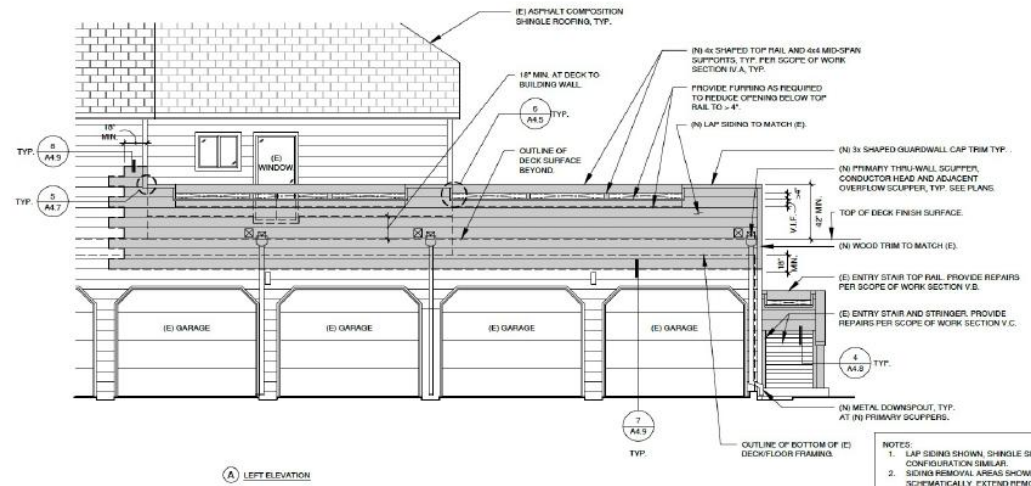 (E) ASPHALT COMPOSITION
SHINGLE ROOFING, TYP.
(N) 4x SHAPED TOP RAIL AND 4x4 MID-SPAN
SUPPORTS, TYP. PER SCOPE OF WORK
SECTION IV.A, TYP.
18" MIN. AT DECK TO
BUILDING WALL
PROVIDE FURRING AS REQUIRED
TO REDUCE OPENING BELOW TOP
RAIL TO > 4".
6
A4.5
TYP.
(N) LAP SIDING TO MATCH (E).
18"
MIN.
TYP.
6
A4.9
(E)
WINDOW
OUTLINE OF
DECK SURFACE
BEYOND.
(N) 3x SHAPED GUARDWALL CAP TRIM TYP.
(N) PRIMARY THRU-WALL SCUPPER,
CONDUCTOR HEAD AND ADJACENT
OVERFLOW SCUPPER, TYP. SEE PLANS.
TYP.
5
A4.7
>4"
V.I.F.
42" MIN.
TOP OF DECK FINISH SURFACE.
(N) WOOD TRIM TO MATCH (E).
18"
MIN.
(E) ENTRY STAIR TOP RAIL. PROVIDE REPAIRS
PER SCOPE OF WORK SECTION V.B.
(E) ENTRY STAIR AND STRINGER. PROVIDE
REPAIRS PER SCOPE OF WORK SECTION V.C.
(E) GARAGE
(E) GARAGE
(E) GARAGE
(E) GARAGE
4
A4.8
TYP.
(N) METAL DOWNSPOUT, TYP.
AT (N) PRIMARY SCUPPERS.
7
A4.9
TYP.
OUTLINE OF BOTTOM OF (E)
DECK/FLOOR FRAMING.
A LEFT ELEVATION
NOTES:
1. LAP SIDING SHOWN, SHINGLE
CONFIGURATION SIMILAR.
2. SIDING REMOVAL AREAS
SCHEMATICALLY. EXTEND